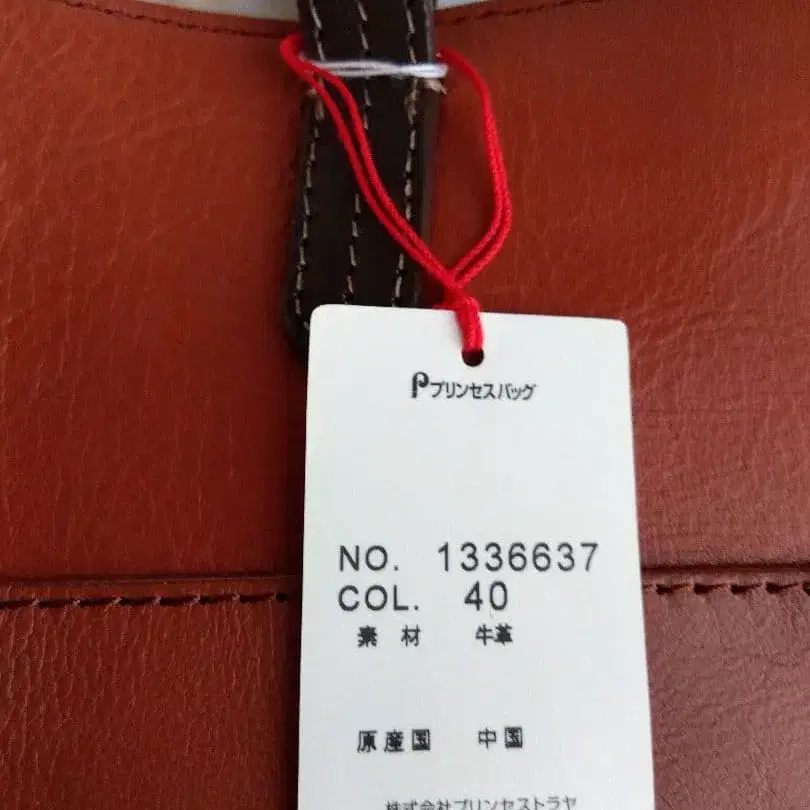 Pプリンセスバッグ
NO. 1336637
COL. 40
素材 牛革
原産国 中国
株式会社プリンセストラヤ